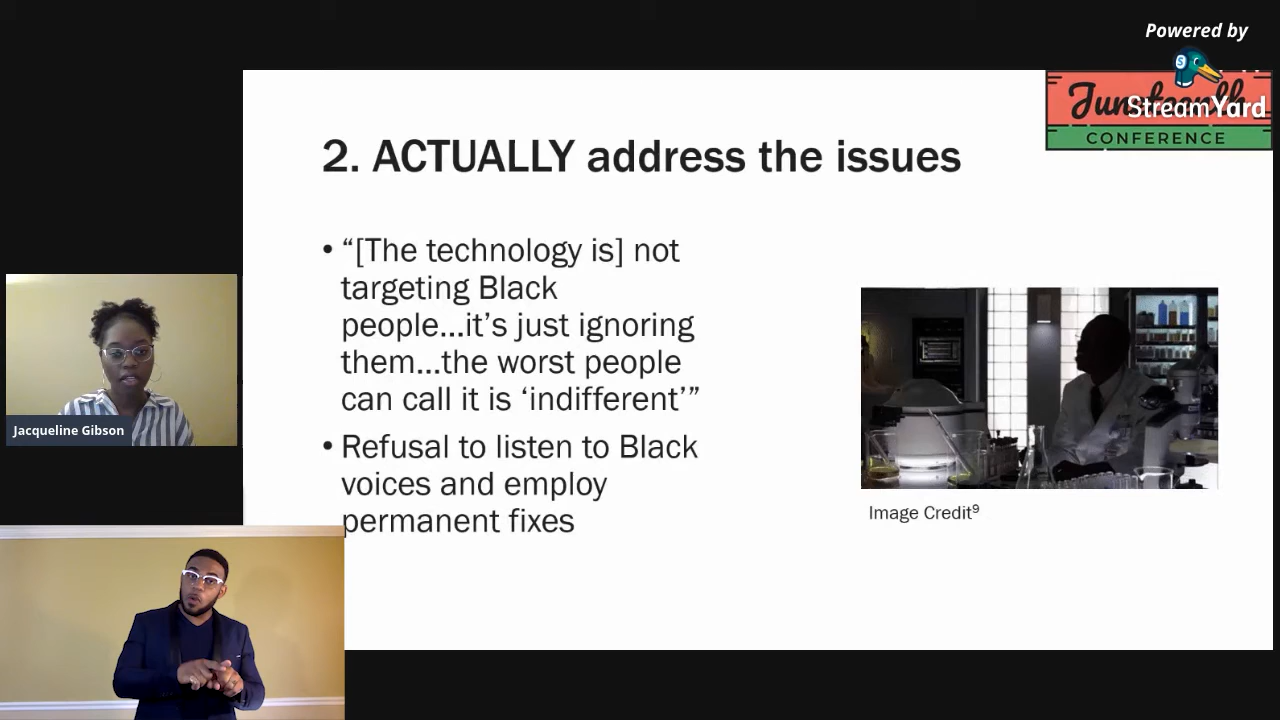 Powered by
StreamYard
Juneteenth
CONFERENCE
2. ACTUALLY address the issues
• “[The technology is] not
targeting Black
people...it’s just ignoring
them...the worst people
can call it is ‘indifferent’”
• Refusal to listen to Black
voices and employ
permanent fixes
Image Credit⁹
Jacqueline Gibson